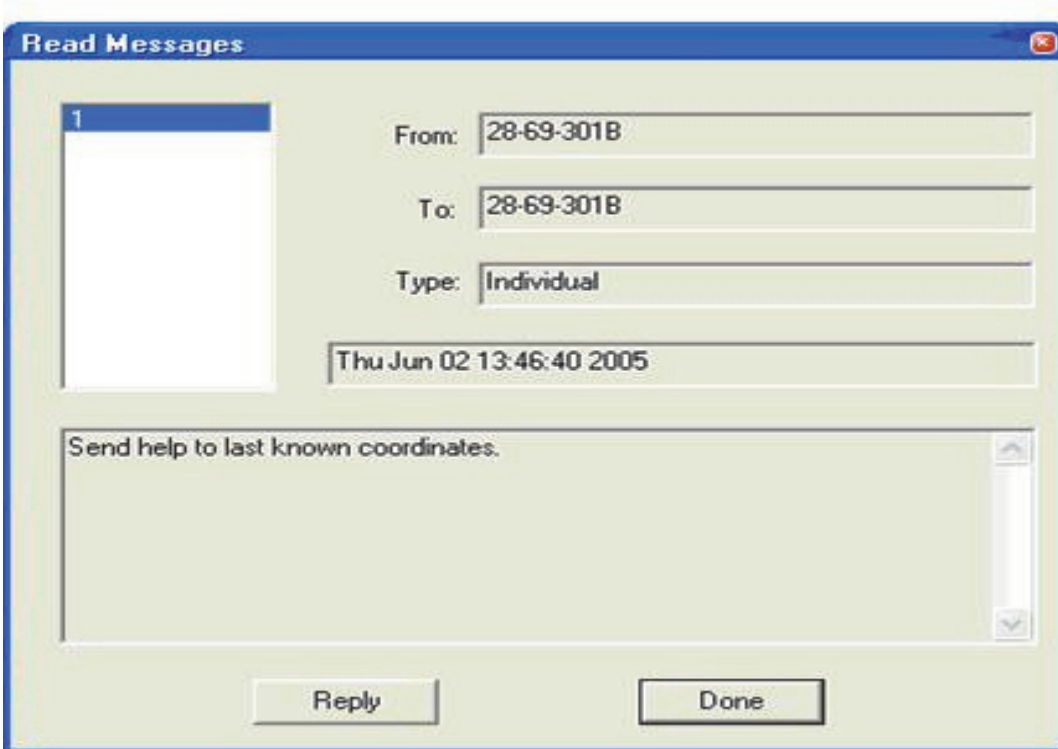 Read Messages
1
From: 28-69-301B
To: 28-69-301B
Type: Individual
Thu Jun 02 13:46:40 2005
Send help to last known coordinates.
Reply Done